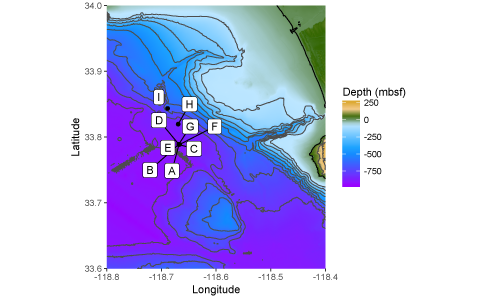 34.0
33.9
33.8
33.7
33.6
Latitude
I
H
D
G
F
E
C
B
A
-118.8
-118.7
-118.6
-118.5
-118.4
Longitude
Depth (mbsf)
250
0
-250
-500
-750